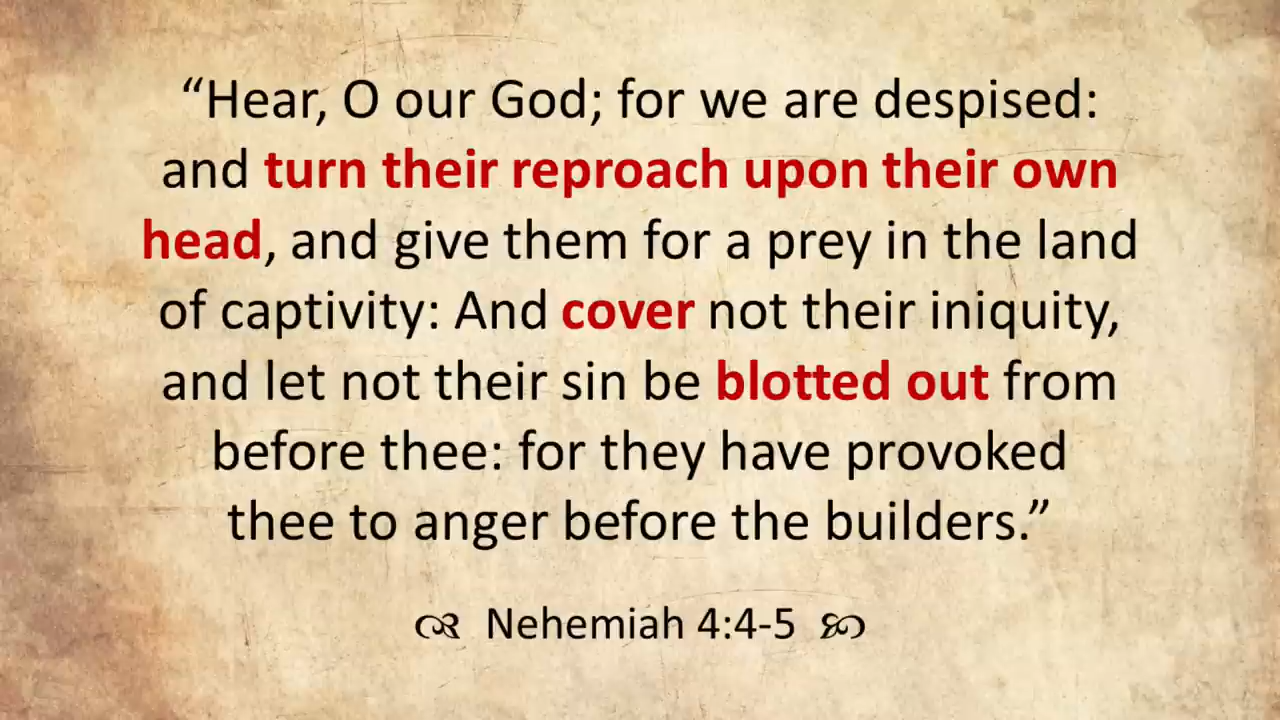 “Hear, O our God; for we are despised:
and turn their reproach upon their own
head, and give them for a prey in the land
of captivity: And cover not their iniquity,
and let not their sin be blotted out from
before thee: for they have provoked
thee to anger before the builders.”
Nehemiah 4:4-5